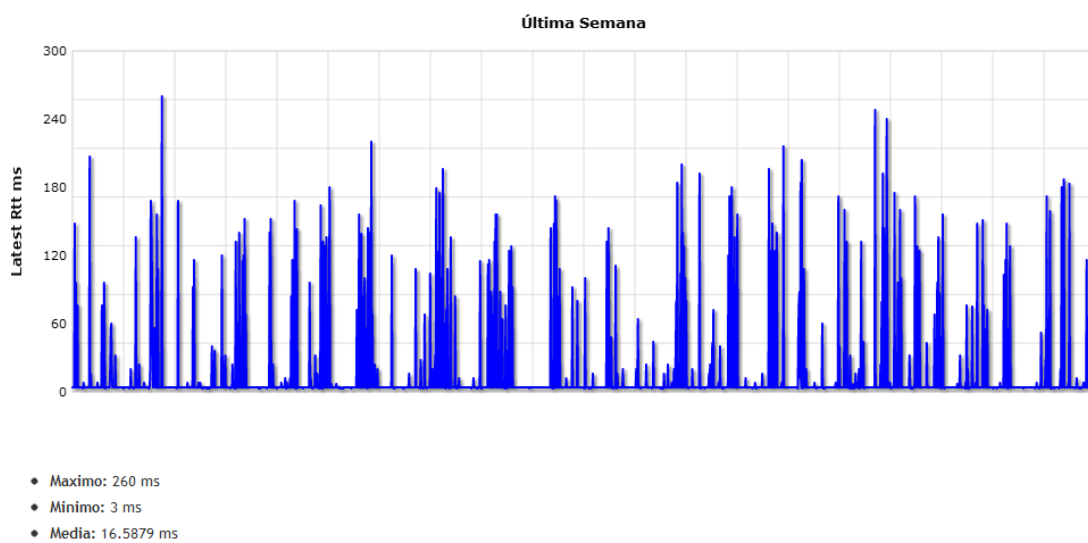 Última Semana
300
240
180
120
60
0
Latest Rtt ms
Maximo: 260 ms
Minimo: 3 ms
Media: 16.5879 ms